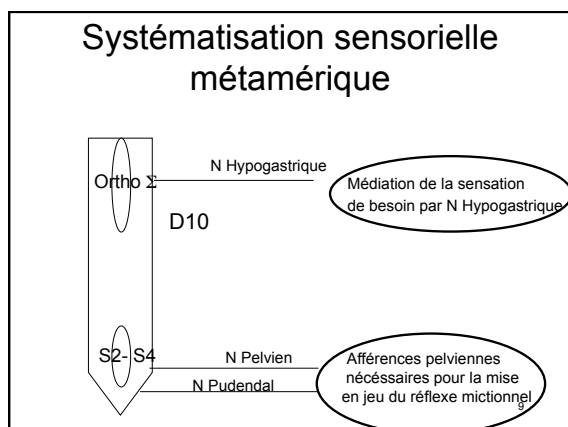 Systématisation sensorielle
métamérique
N Hypogastrique
Ortho Σ
Médiation de la sensation
de besoin par N Hypogastrique
D10
S2- S4
N Pelvien
N Pudendal
Afférences pelviennes
nécéssaires pour la mise
en jeu du réflexe mictionnel
9